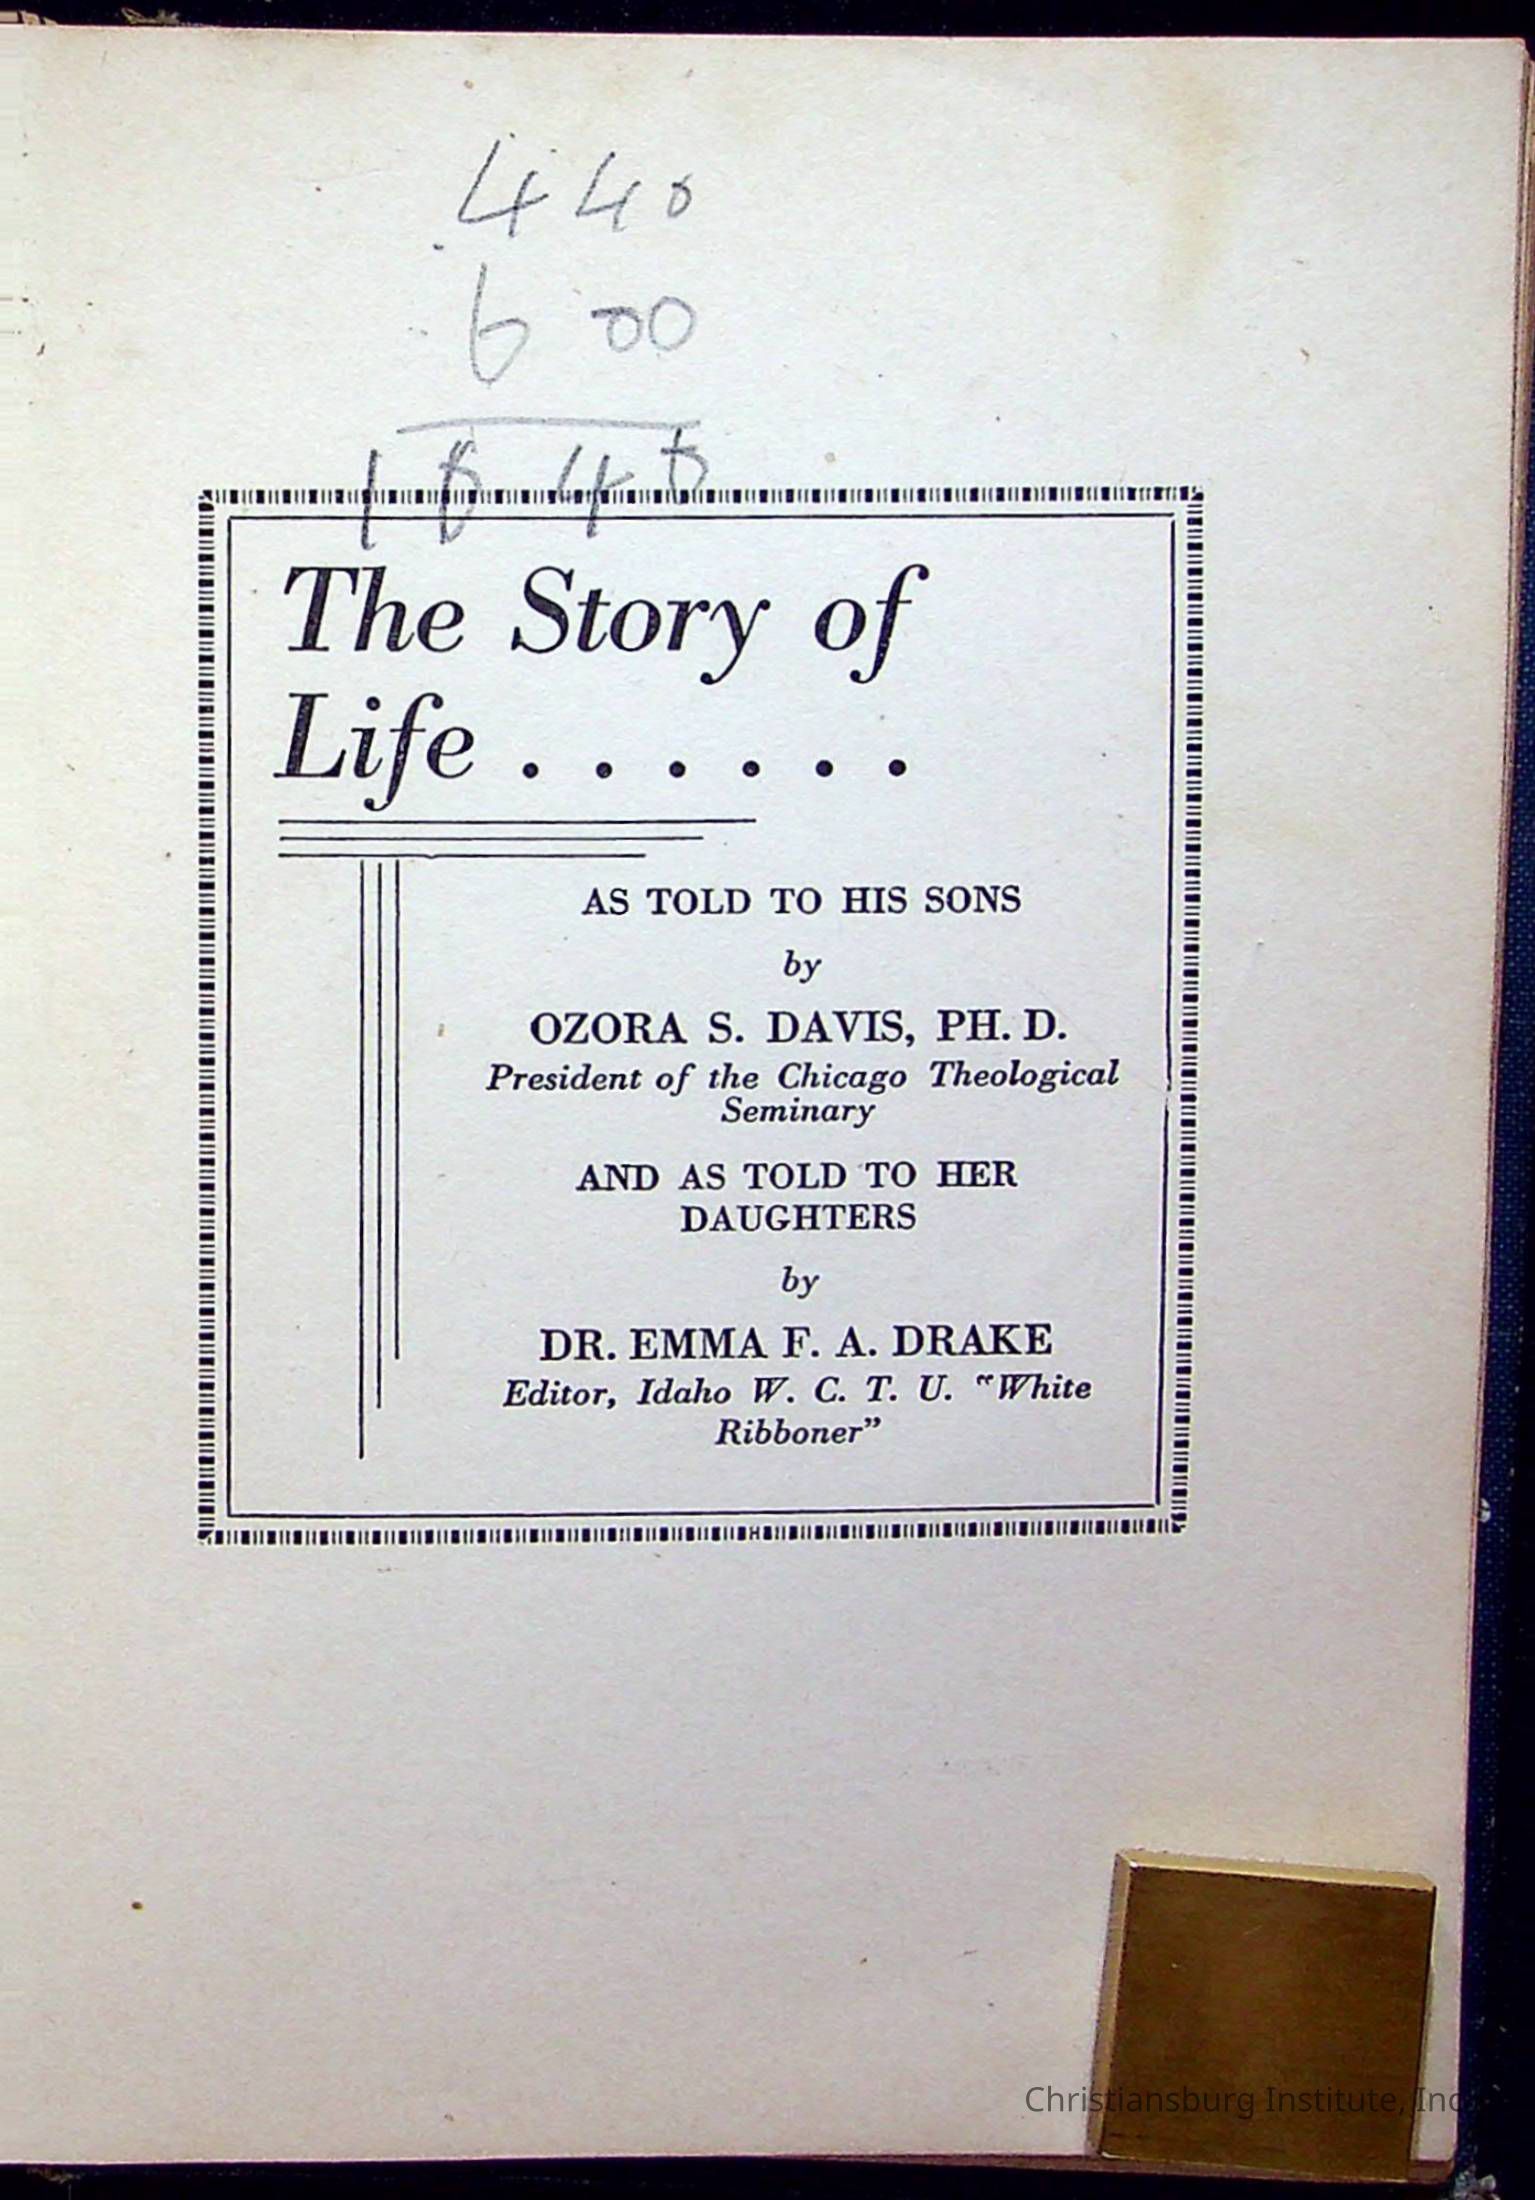 4 40
6 00
10 40
The Story of
Life . . . . . .
AS TOLD TO HIS SONS
by
OZORA S. DAVIS, PH. D.
President of the Chicago Theological
Seminary
AND AS TOLD TO HER
DAUGHTERS
by
DR. EMMA F. A. DRAKE
Editor, Idaho W. C. T. U. "White
Ribboner"
Christiansburg Institute, Inc